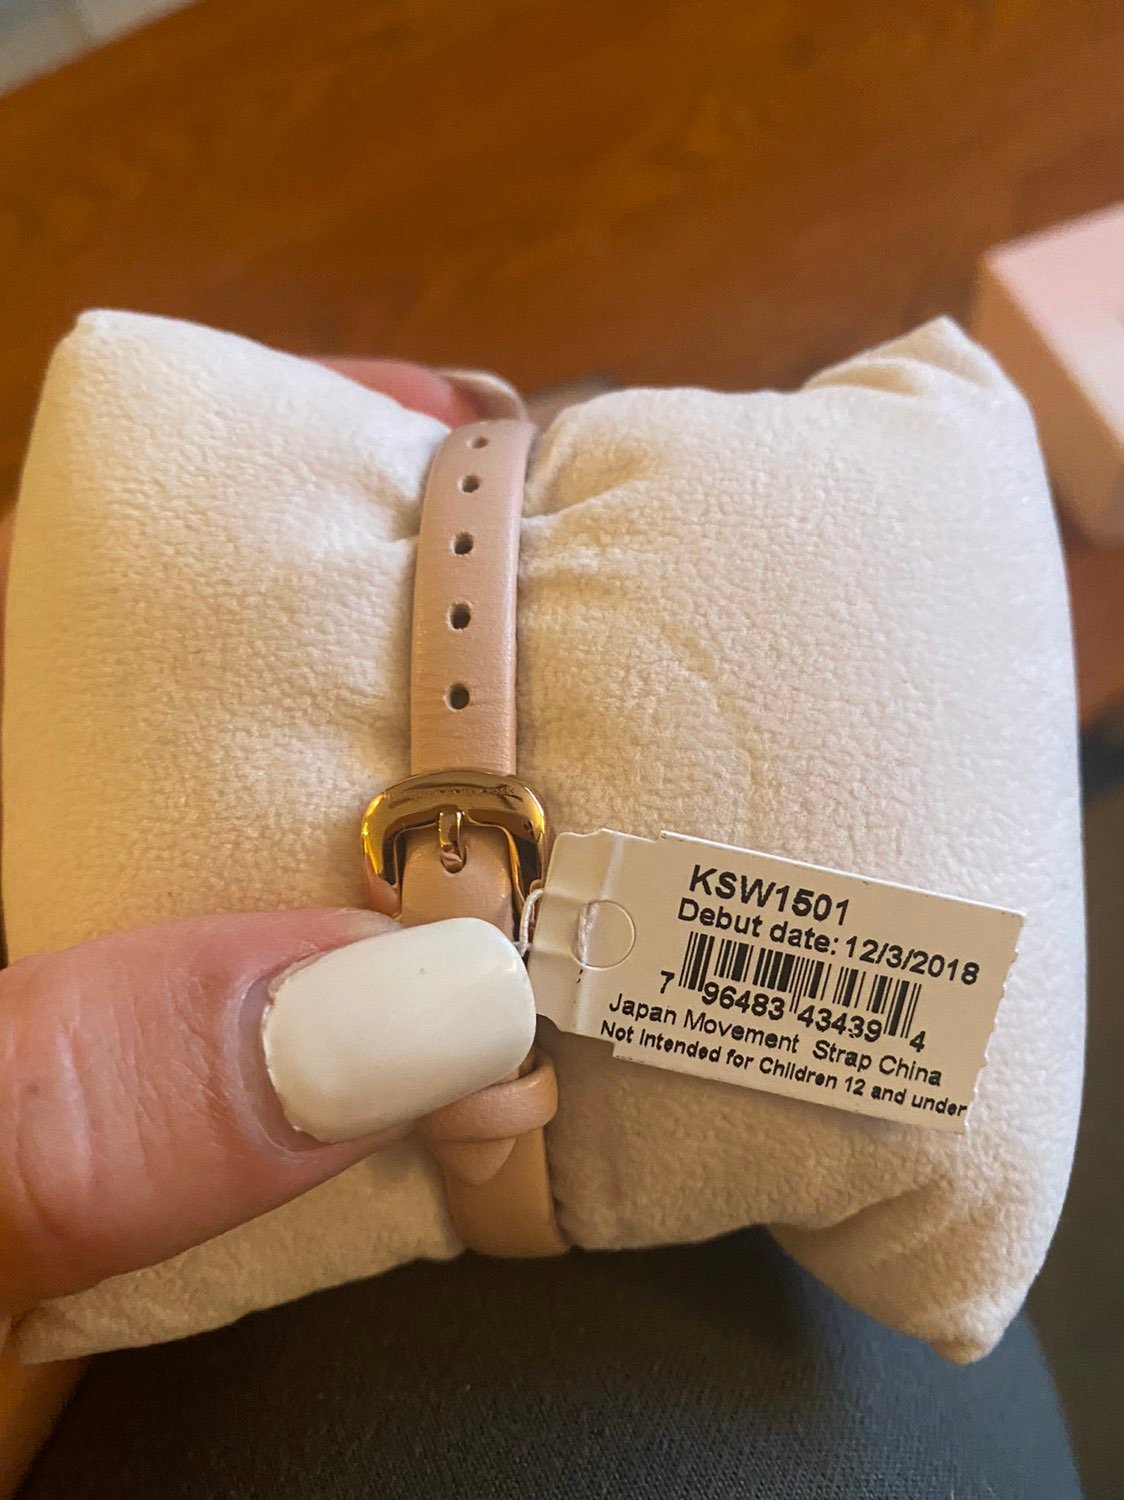 KSW1501
Debut date: 12/3/2018
7 96483 43439 4
Japan Movement Strap China
Not Intended for Children 12 and under